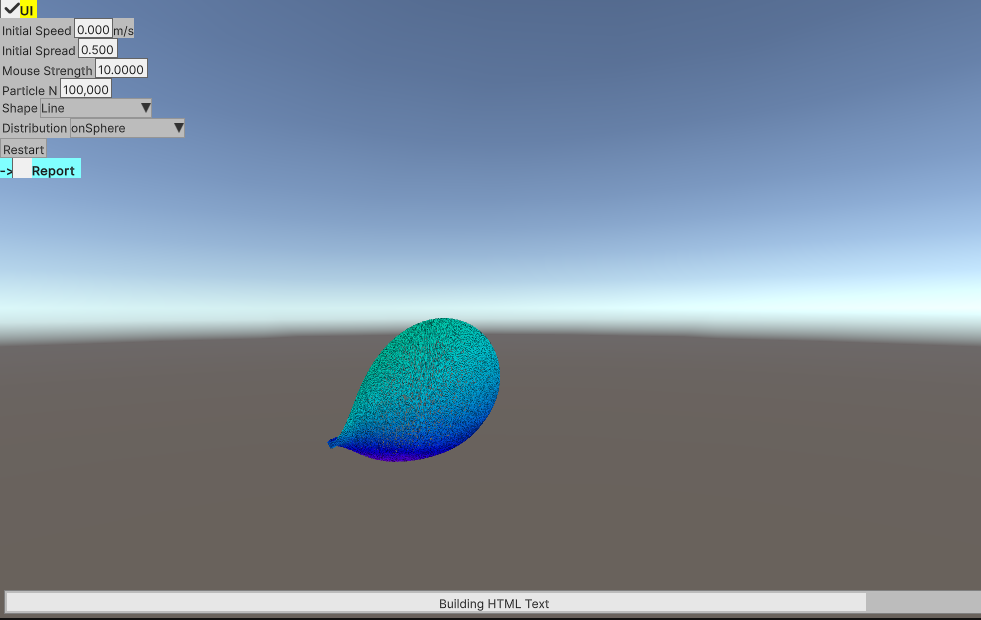 UI
Initial Speed 0.000 m/s
Initial Spread 0.500
Mouse Strength 10.0000
Particle N 100,000
Shape Line
Distribution onSphere
Restart
-> Report
Building HTML Text